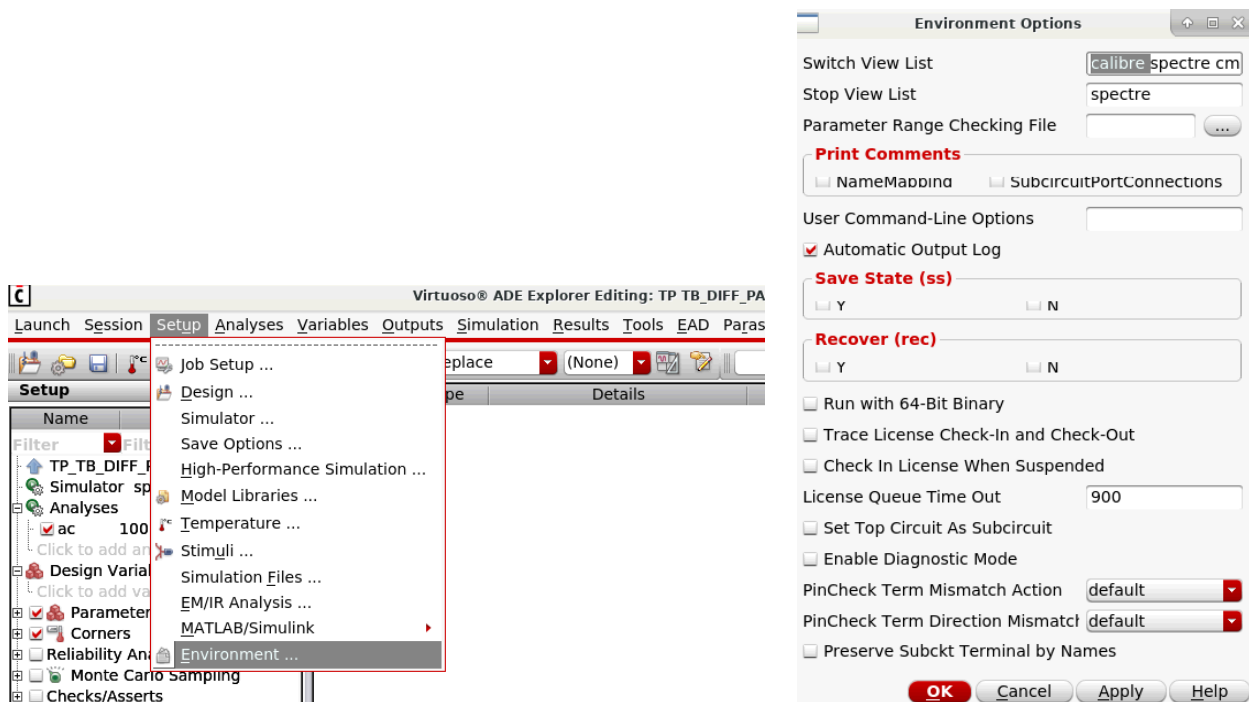 Virtuoso® ADE Explorer Editing: TP TB_DIFF_PA
Launch Session Setup Analyses Variables Outputs Simulation Results Tools EAD Paras
eplace (None)
Setup
pe Details
Name
Filter Filt
TP_TB_DIFF_P
Simulator sp
Analyses
ac 100
Click to add an
Design Varial
Click to add va
Parameter
Corners
Reliability Ana
Monte Carlo Sampling
Checks/Asserts
Job Setup ...
Design ...
Simulator ...
Save Options ...
High-Performance Simulation ...
Model Libraries ...
Temperature ...
Stimuli ...
Simulation Files ...
EM/IR Analysis ...
MATLAB/Simulink
Environment ...
Environment Options
Switch View List calibre spectre cm
Stop View List spectre
Parameter Range Checking File ...
Print Comments
NameMapping SubcircuitPortConnections
User Command-Line Options
Automatic Output Log
Save State (ss)
Y N
Recover (rec)
Y N
Run with 64-Bit Binary
Trace License Check-In and Check-Out
Check In License When Suspended
License Queue Time Out 900
Set Top Circuit As Subcircuit
Enable Diagnostic Mode
PinCheck Term Mismatch Action default
PinCheck Term Direction Mismatch default
Preserve Subckt Terminal by Names
OK Cancel Apply Help